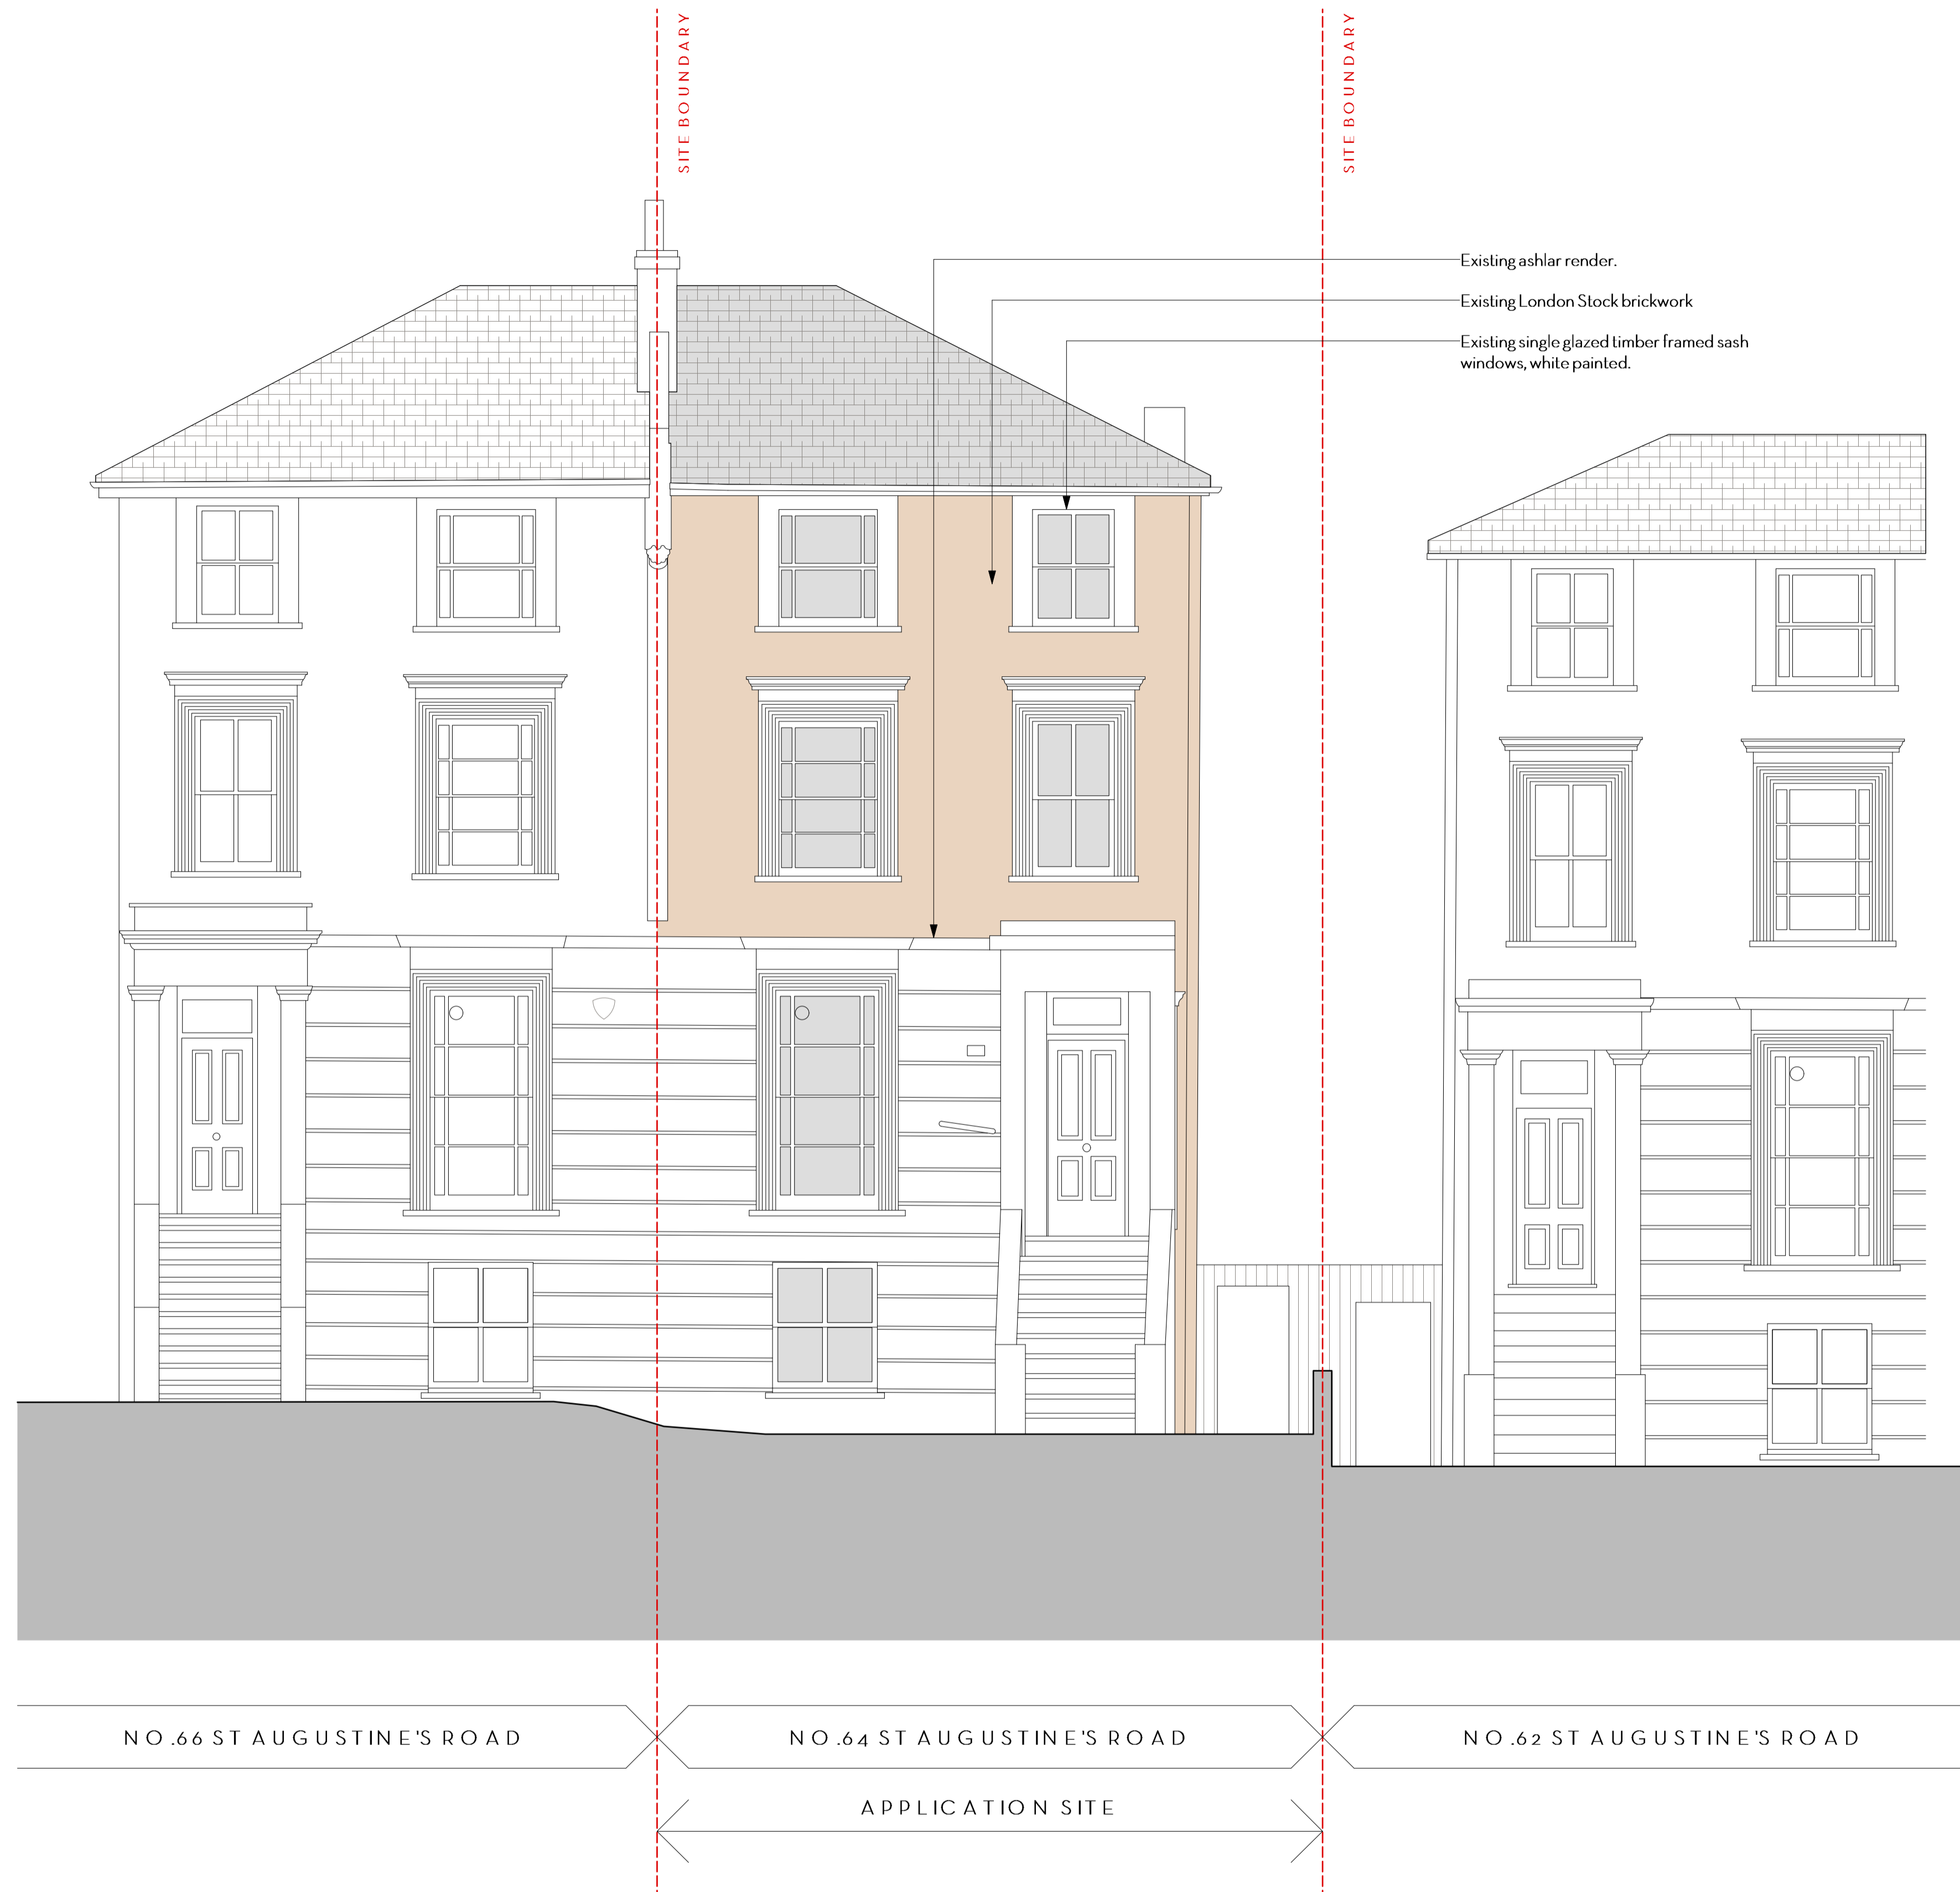 SITE BOUNDARY
SITE BOUNDARY
Existing ashlar render.
Existing London Stock brickwork
Existing single glazed timber framed sash
windows, white painted.
NO.66 ST AUGUSTINE'S ROAD
NO.64 ST AUGUSTINE'S ROAD
NO.62 ST AUGUSTINE'S ROAD
APPLICATION SITE